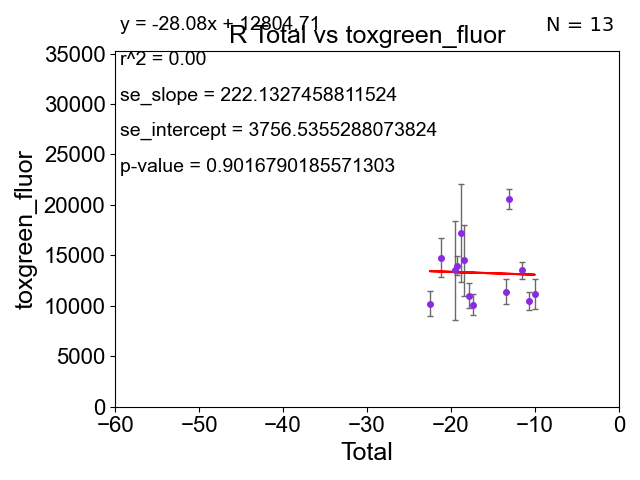 y = -28.08x + 12804.71
N = 13
R Total vs toxgreen_fluor
r^2 = 0.00
se_slope = 222.1327458811524
se_intercept = 3756.5355288073824
p-value = 0.9016790185571303
35000
30000
25000
20000
15000
10000
5000
0
toxgreen_fluor
−60
−50
−40
−30
−20
−10
0
Total